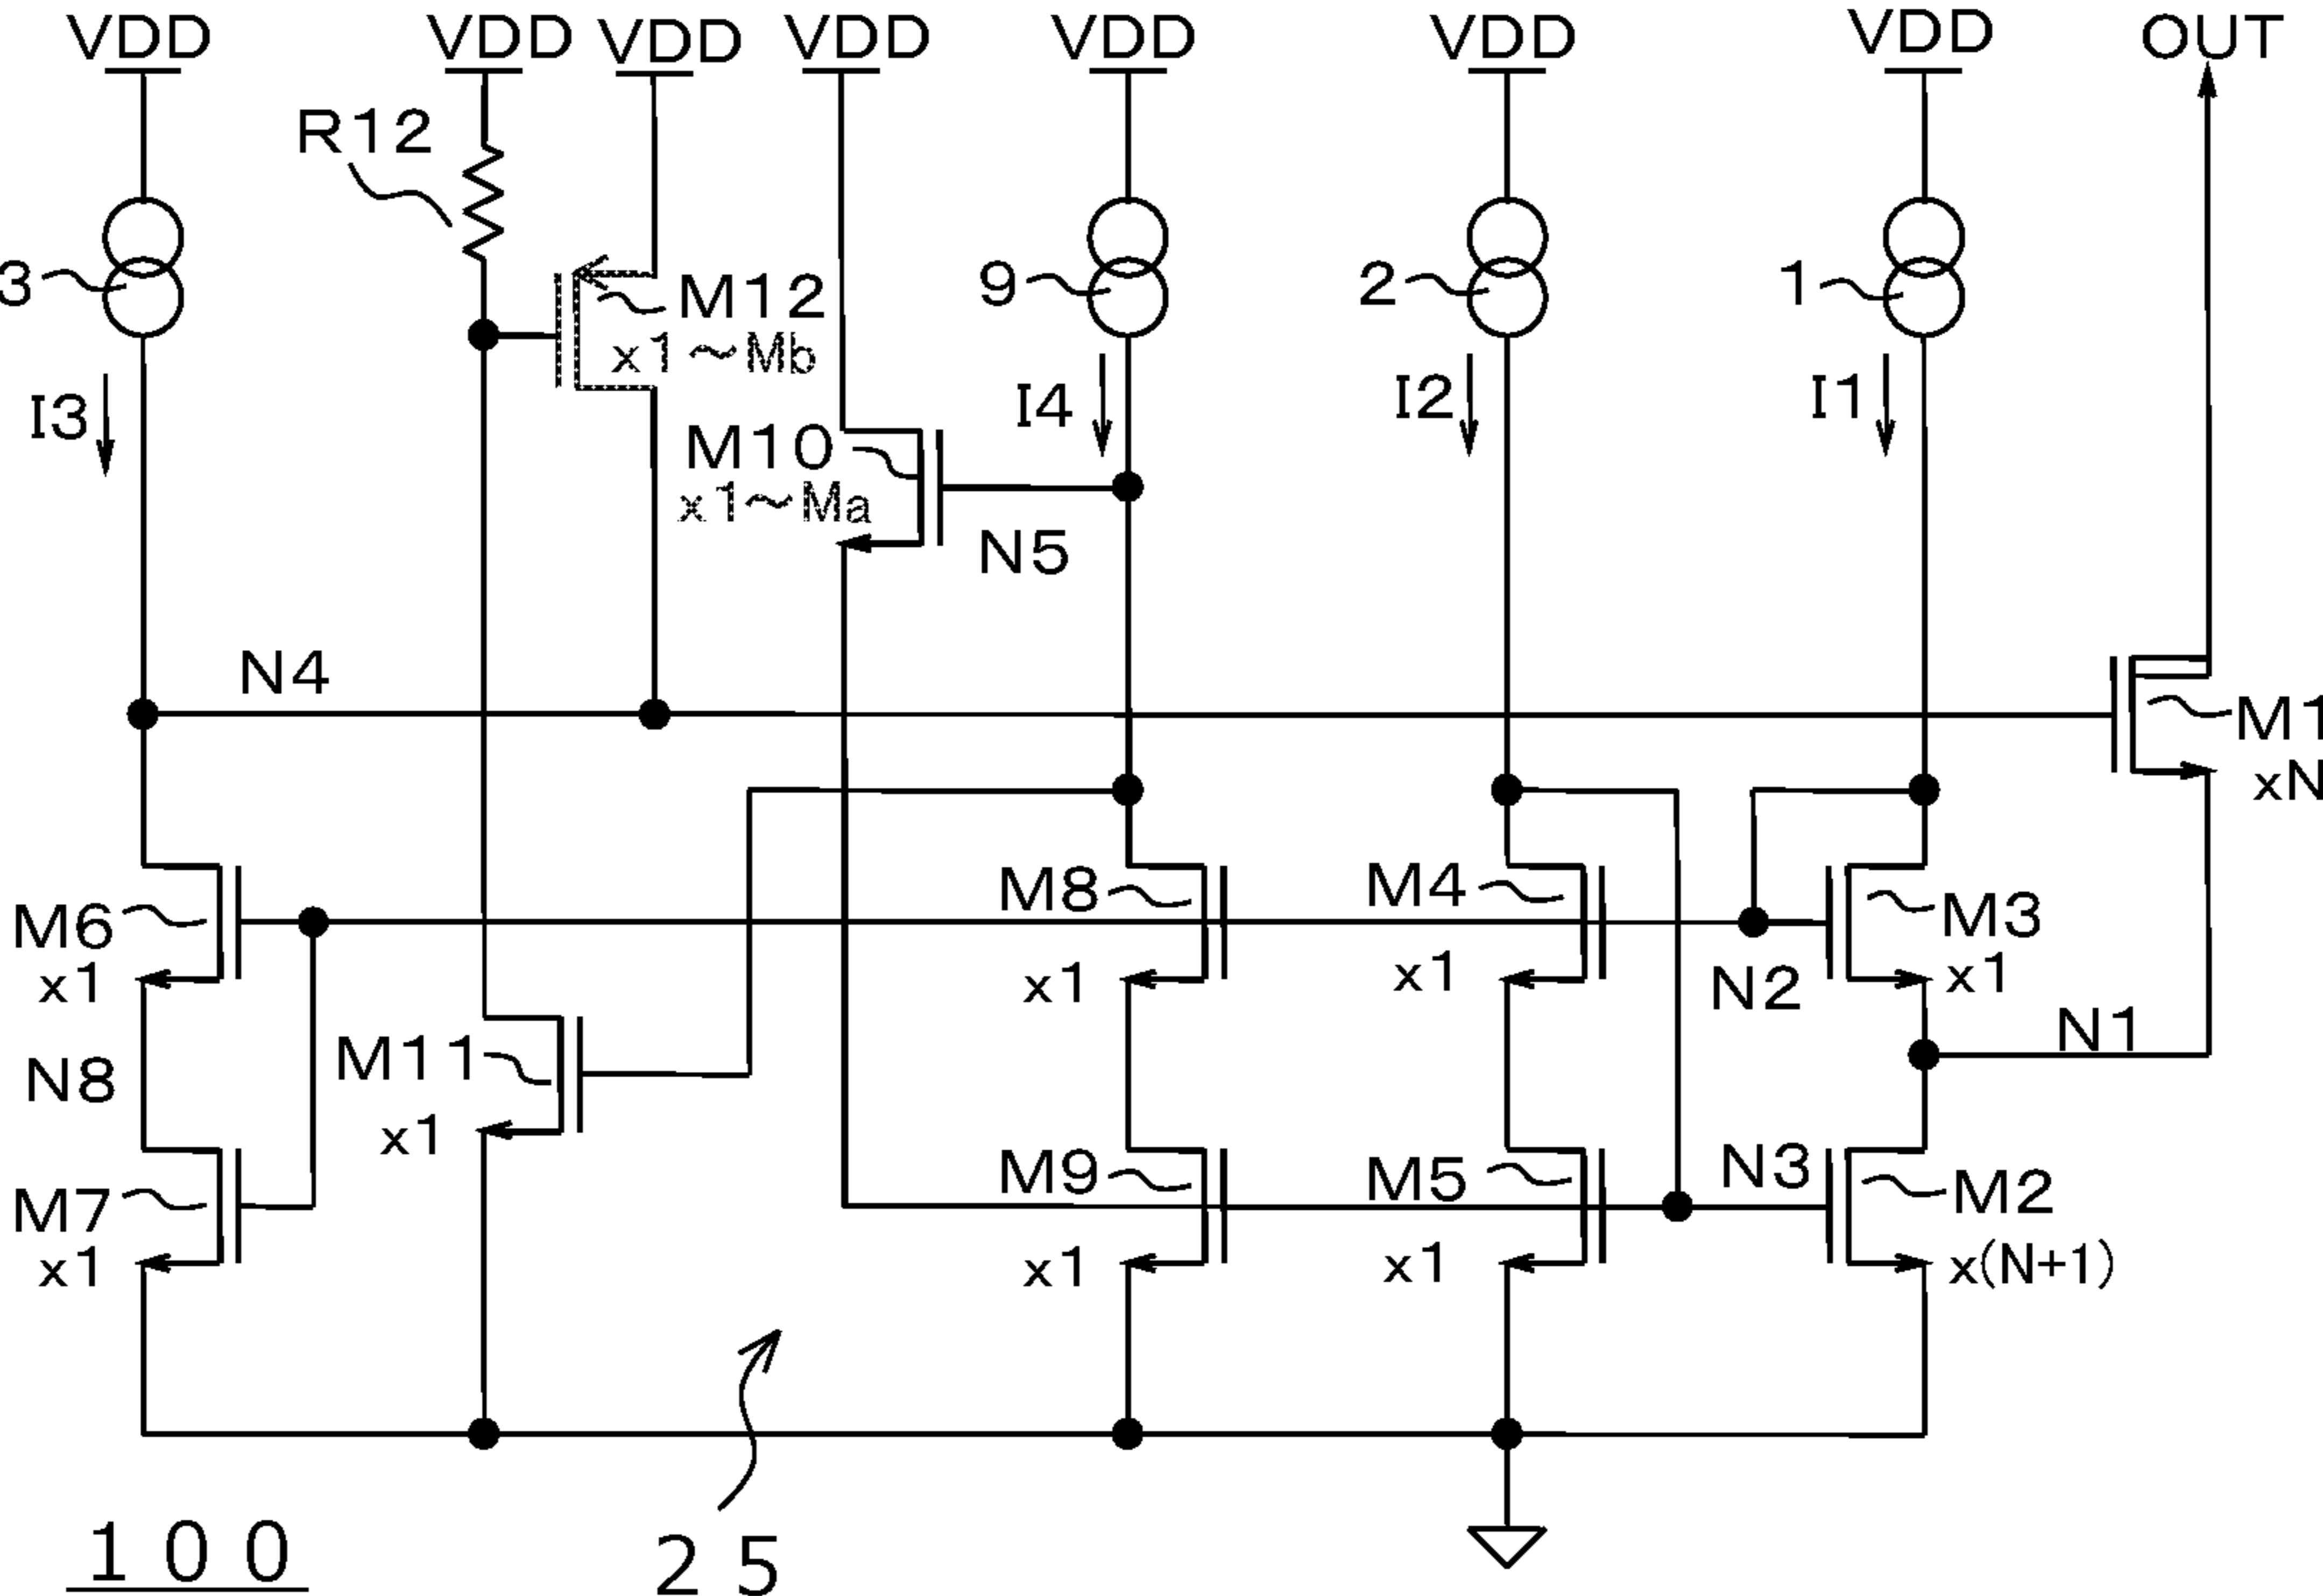 VDD VDD VDD VDD VDD VDD VDD OUT
R12
3 M12 9 2 1
x1~Mb
I3 I4 I2 I1
M10
x1~Ma
N5
N4
M1
xN
M6 M8 M4 M3
x1 x1 x1 N2 x1
N8 M11 N1
x1
M7 M9 M5 N3 M2
x1 x1 x1 x(N+1)
100 25